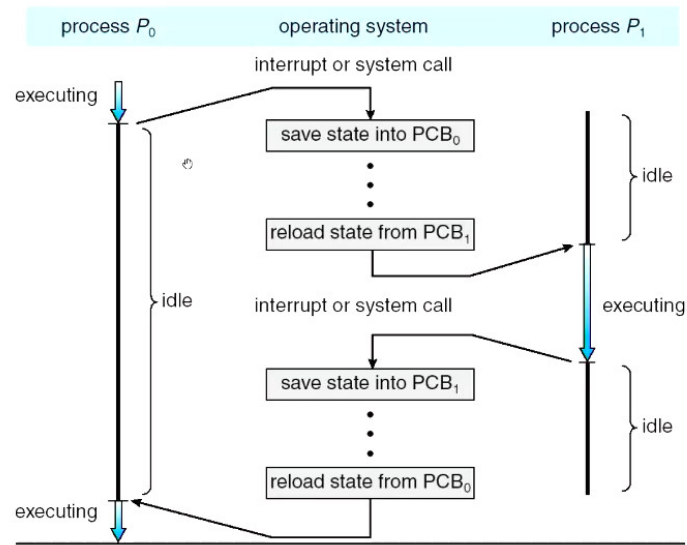 process P₀ operating system process P₁
interrupt or system call
executing
save state into PCB₀
idle
reload state from PCB₁
idle
interrupt or system call
executing
save state into PCB₁
idle
reload state from PCB₀
executing